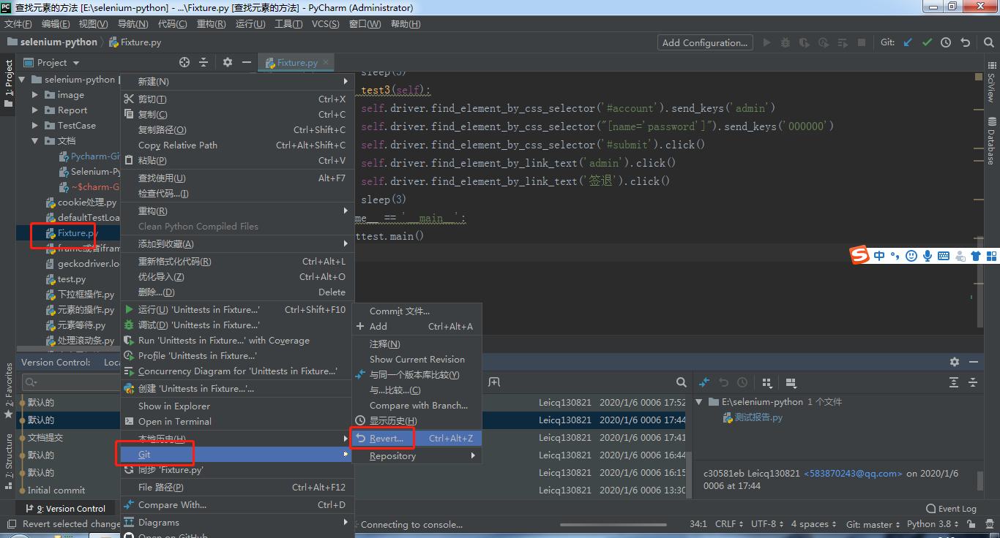 查找元素的方法 [E:\selenium-python] - ...\Fixture.py [查找元素的方法] - PyCharm (Administrator)
文件(F) 编辑(E) 视图(V) 导航(N) 代码(C) 重构(R) 运行(U) 工具(T) VCS(S) 窗口(W) 帮助(H)
selenium-python Fixture.py Add Configuration... Git:
1: Project
Project
Fixture.py
selenium-python
image
Report
TestCase
文档
Pycharm-Gi
Selenium-Py
~$charm-G
cookie处理.py
defaultTestLoa
Fixture.py
frame或者ifram
geckodriver.lo
test.py
下拉框操作.py
元素的操作.py
元素等待.py
处理滚动条.py
新建(N)
剪切(T) Ctrl+X
复制(C) Ctrl+C
复制路径(O) Ctrl+Shift+C
Copy Relative Path Ctrl+Alt+Shift+C
粘贴(P) Ctrl+V
查找使用(U) Alt+F7
检查代码...(I)
重构(R)
Clean Python Compiled Files
添加到收藏(A)
重新格式化代码(R) Ctrl+Alt+L
优化导入(Z) Ctrl+Alt+O
删除...(D) Delete
运行(U) 'Unittests in Fixture...' Ctrl+Shift+F10
调试(D) 'Unittests in Fixture...'
Run 'Unittests in Fixture...' with Coverage
Profile 'Unittests in Fixture...'
Concurrency Diagram for 'Unittests in Fixture...'
创建 'Unittests in Fixture...'...
Show in Explorer
Open in Terminal
本地历史(H)
Git
同步 'Fixture.py'
File 路径(P) Ctrl+Alt+F12
Compare With... Ctrl+D
Diagrams
Open on GitHub
sleep(3)
test3(self):
self.driver.find_element_by_css_selector('#account').send_keys('admin')
self.driver.find_element_by_css_selector("[name='password']").send_keys('000000')
self.driver.find_element_by_css_selector('#submit').click()
self.driver.find_element_by_link_text('admin').click()
self.driver.find_element_by_link_text('签退').click()
sleep(3)
me__ == '__main__':
ttest.main()
SciView
Database
中
Commit 文件...
Add Ctrl+Alt+A
注释(N)
Show Current Revision
与同一个版本库比较(Y)
与...比较...(C)
Compare with Branch...
显示历史(H)
Revert... Ctrl+Alt+Z
Repository
2: Favorites
7: Structure
Version Control: Loca
默认的
默认的
文档提交
默认的
默认的
Initial commit
Leicq130821 2020/1/6 0006 17:52
Leicq130821 2020/1/6 0006 17:44
Leicq130821 2020/1/6 0006 17:41
Leicq130821 2020/1/6 0006 16:44
Leicq130821 2020/1/6 0006 16:15
Leicq130821 2020/1/6 0006 13:30
E:\selenium-python 1 个文件
测试报告.py
c30581eb Leicq130821 <583870243@qq.com> on 2020/1/6
0006 at 17:44
9: Version Control
Event Log
Revert selected change
Connecting to console...
34:1 CRLF UTF-8 4 spaces Git: master Python 3.8